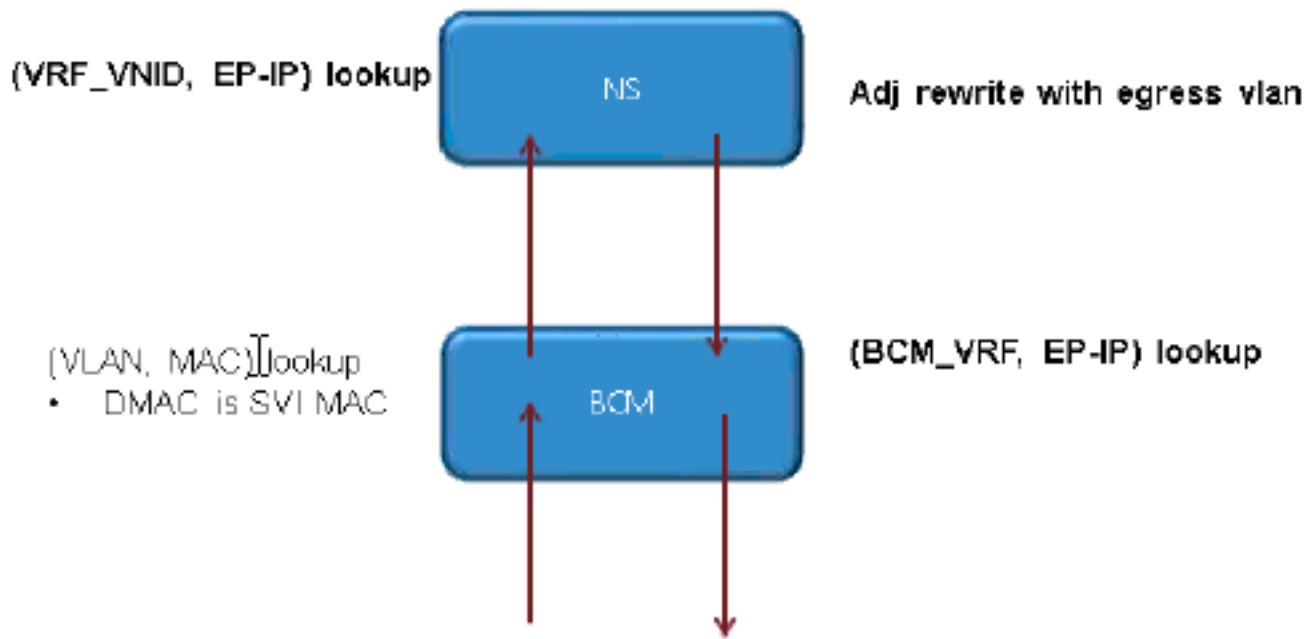 (VRF_VNID, EP-IP) lookup
NS
Adj rewrite with egress vlan
(VLAN, MAC) lookup
• DMAC is SVI MAC
BCM
(BCM_VRF, EP-IP) lookup